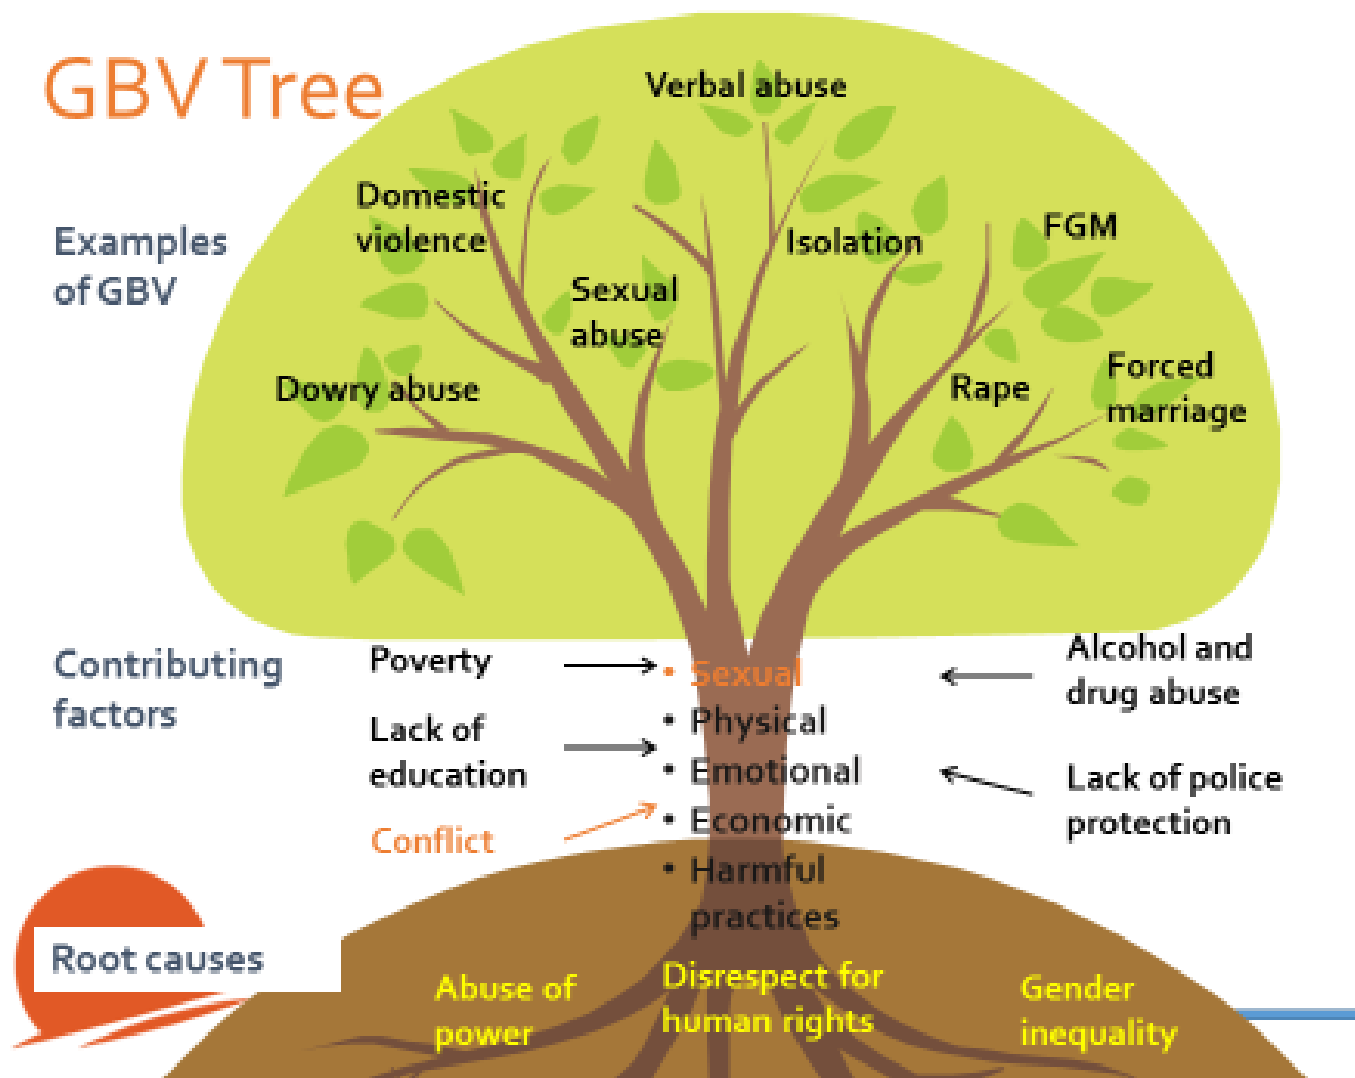 GBV Tree
Verbal abuse
Domestic
violence
Examples
of GBV
Isolation
FGM
Sexual
abuse
Dowry abuse
Rape
Forced
marriage
Contributing
factors
Poverty
Lack of
education
Conflict
• Sexual
• Physical
• Emotional
• Economic
• Harmful
practices
Alcohol and
drug abuse
Lack of police
protection
Root causes
Abuse of
power
Disrespect for
human rights
Gender
inequality